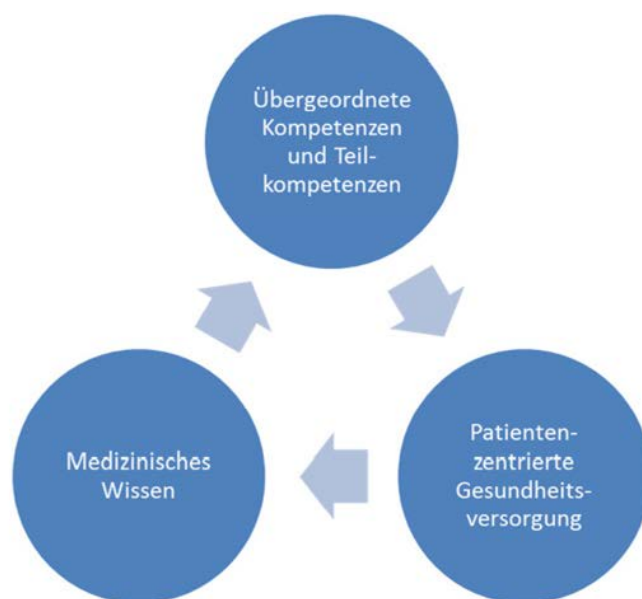 Übergeordnete
Kompetenzen
und Teil-
kompetenzen
Patienten-
zentrierte
Gesundheits-
versorgung
Medizinisches
Wissen